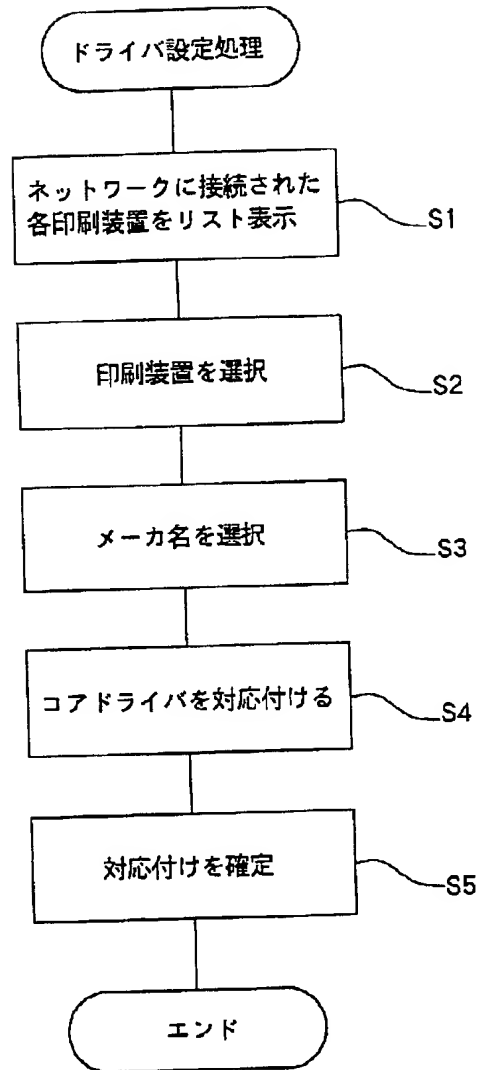 ドライバ設定処理
ネットワークに接続された
各印刷装置をリスト表示
S1
印刷装置を選択
S2
メーカ名を選択
S3
コアドライバを対応付ける
S4
対応付けを確定
S5
エンド